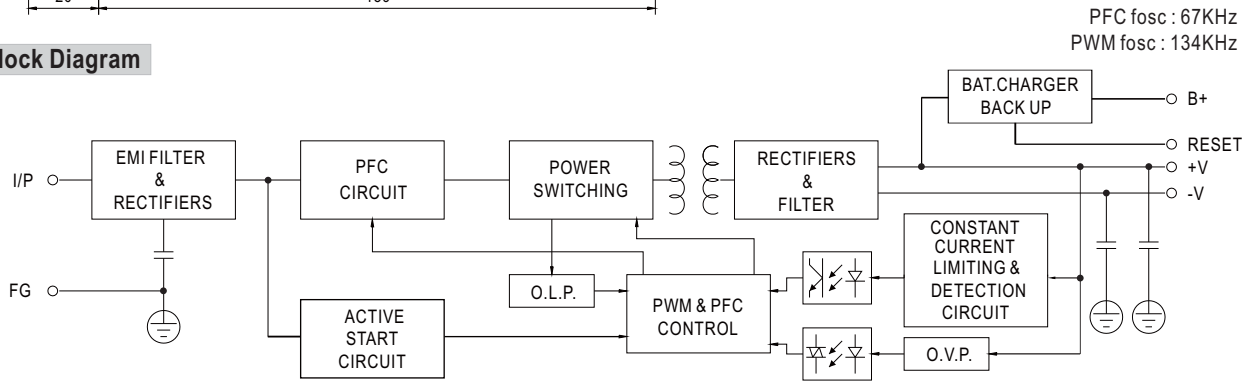 PFC fosc : 67KHz
PWM fosc : 134KHz
lock Diagram
BAT.CHARGER
BACK UP
B+
RESET
+V
-V
I/P
EMI FILTER
&
RECTIFIERS
PFC
CIRCUIT
POWER
SWITCHING
RECTIFIERS
&
FILTER
CONSTANT
CURRENT
LIMITING &
DETECTION
CIRCUIT
FG
O.L.P.
PWM & PFC
CONTROL
ACTIVE
START
CIRCUIT
O.V.P.